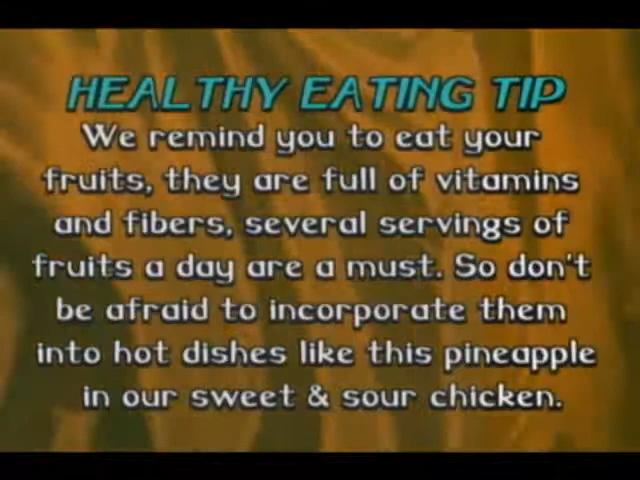 HEALTHY EATING TIP
We remind you to eat your
fruits, they are full of vitamins
and fibers, several servings of
fruits a day are a must. So don't
be afraid to incorporate them
into hot dishes like this pineapple
in our sweet & sour chicken.